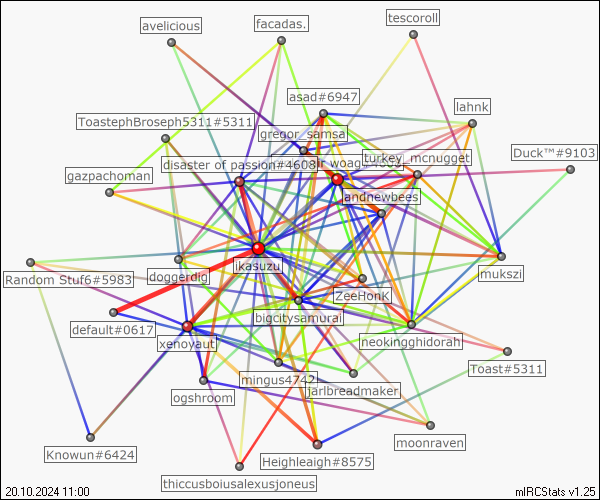 avelicious
facadas.
tescoroll
asad#6947
lahnk
ToastephBroseph5311#5311
gregor_samsa
Duck™#9103
disaster of passion#4608
turkey_mcnugget
gazpachoman
andnewbees
doggerdig
ikasuzu
mukszi
Random Stuf6#5983
ZeeHonK
bigcitysamurai
default#0617
xenoyaut
neokingghidorah
Toast#5311
mingus4742
jarlbreadmaker
ogshroom
moonraven
Knowun#6424
Heighleaigh#8575
thiccusboiusalexusjoneus
20.10.2024 11:00
mIRCStats v1.25